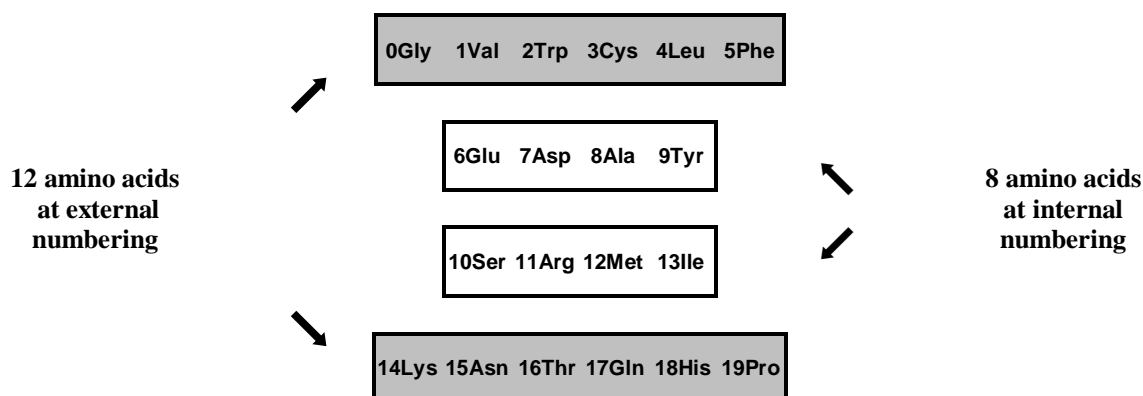 0Gly 1Val 2Trp 3Cys 4Leu 5Phe
6Glu 7Asp 8Ala 9Tyr
12 amino acids
at external
numbering
8 amino acids
at internal
numbering
10Ser 11Arg 12Met 13Ile
14Lys 15Asn 16Thr 17Gln 18His 19Pro